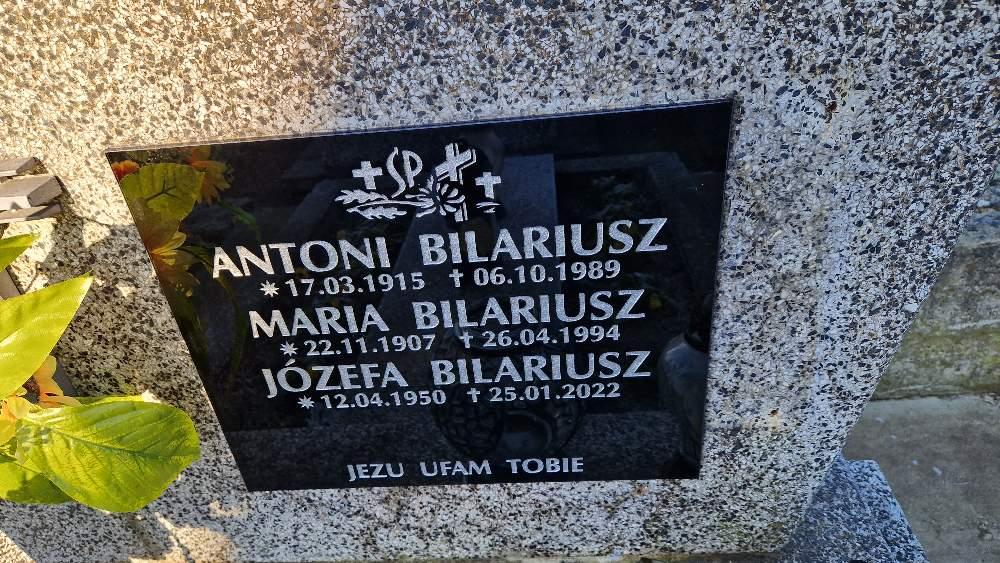 ŚP
ANTONI BILARIUSZ
* 17.03.1915 † 06.10.1989
MARIA BILARIUSZ
* 22.11.1907 † 26.04.1994
JÓZEFA BILARIUSZ
* 12.04.1950 † 25.01.2022
JEZU UFAM TOBIE